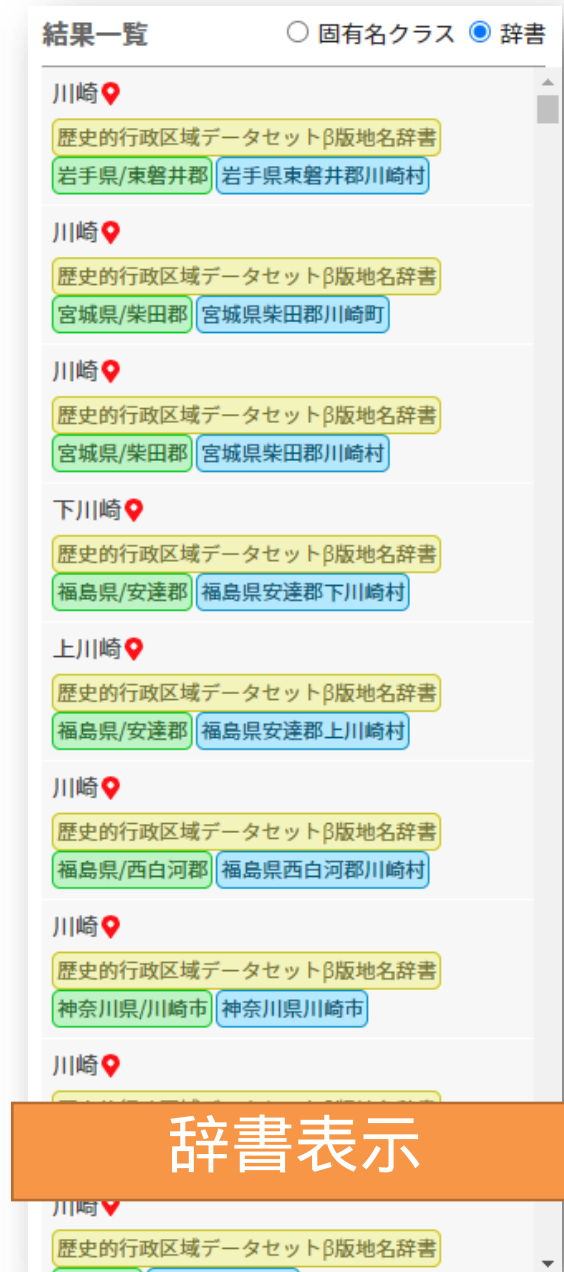 結果一覧 固有名クラス 辞書
川崎
歴史的行政区域データセットβ版地名辞書
岩手県/東磐井郡 岩手県東磐井郡川崎村
川崎
歴史的行政区域データセットβ版地名辞書
宮城県/柴田郡 宮城県柴田郡川崎町
川崎
歴史的行政区域データセットβ版地名辞書
宮城県/柴田郡 宮城県柴田郡川崎村
下川崎
歴史的行政区域データセットβ版地名辞書
福島県/安達郡 福島県安達郡下川崎村
上川崎
歴史的行政区域データセットβ版地名辞書
福島県/安達郡 福島県安達郡上川崎村
川崎
歴史的行政区域データセットβ版地名辞書
福島県/西白河郡 福島県西白河郡川崎村
川崎
歴史的行政区域データセットβ版地名辞書
神奈川県/川崎市 神奈川県川崎市
川崎
辞書表示
川崎
歴史的行政区域データセットβ版地名辞書